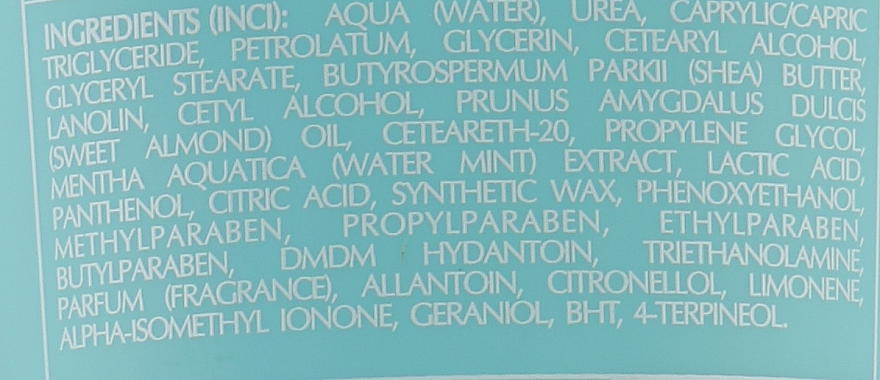 INGREDIENTS (INCI): AQUA (WATER), UREA, CAPRYLIC/CAPRIC
TRIGLYCERIDE, PETROLATUM, GLYCERIN, CETEARYL ALCOHOL,
GLYCERYL STEARATE, BUTYROSPERMUM PARKII (SHEA) BUTTER,
LANOLIN, CETYL ALCOHOL, PRUNUS AMYGDALUS DULCIS
(SWEET ALMOND) OIL, CETEARETH-20, PROPYLENE GLYCOL,
MENTHA AQUATICA (WATER MINT) EXTRACT, LACTIC ACID,
PANTHENOL, CITRIC ACID, SYNTHETIC WAX, PHENOXYETHANOL,
METHYLPARABEN, PROPYLPARABEN, ETHYLPARABEN,
BUTYLPARABEN, DMDM HYDANTOIN, TRIETHANOLAMINE,
PARFUM (FRAGRANCE), ALLANTOIN, CITRONELLOL, LIMONENE,
ALPHA-ISOMETHYL IONONE, GERANIOL, BHT, 4-TERPINEOL.